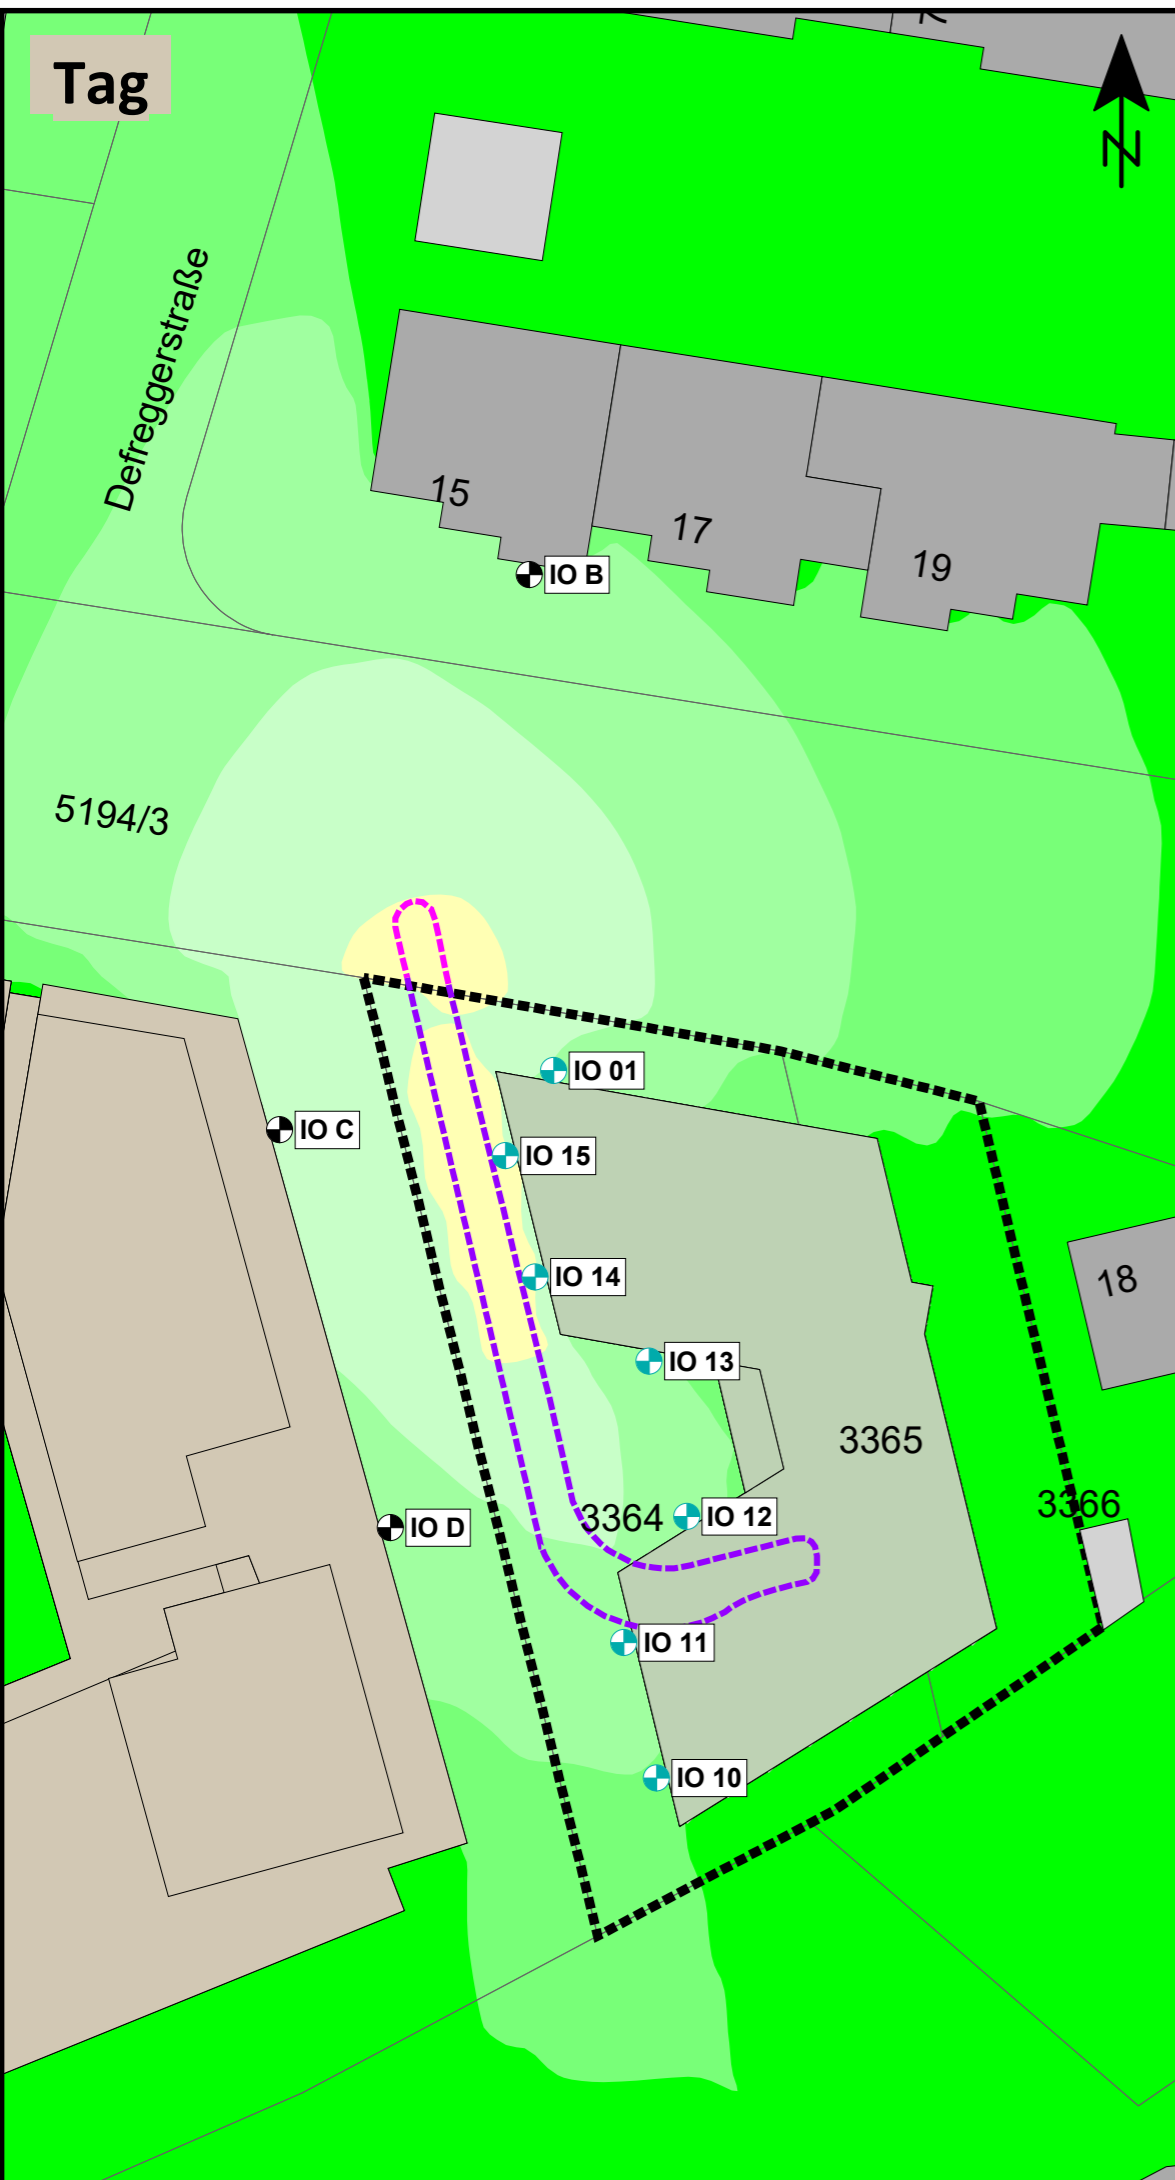 Tag
N
Defreggerstraße
15
17
19
IO B
5194/3
IO 01
IO C
IO 15
IO 14
18
IO 13
3365
3366
3364
IO 12
IO D
IO 11
IO 10